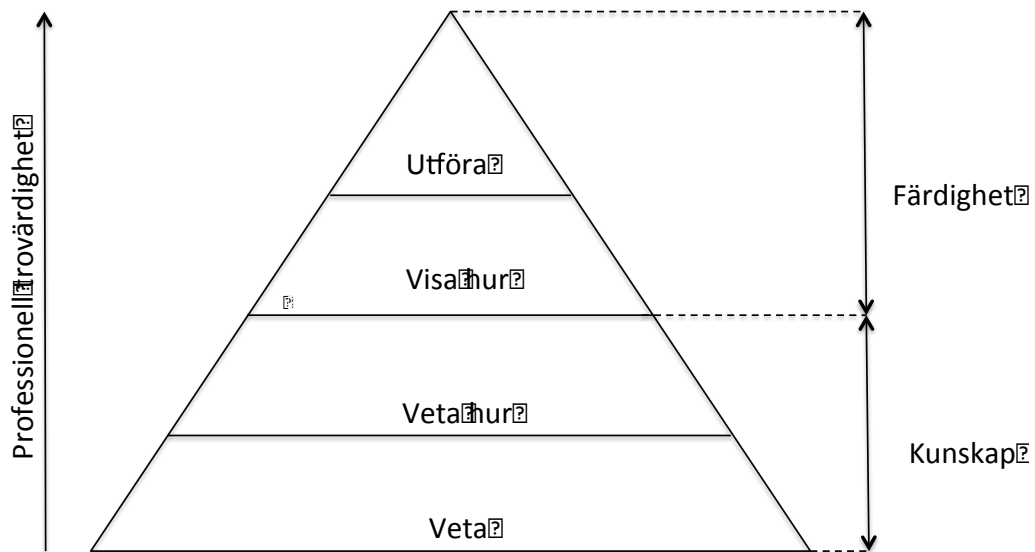 Professionell trovärdighet
Utföra
Visa hur
Veta hur
Veta
Färdighet
Kunskap